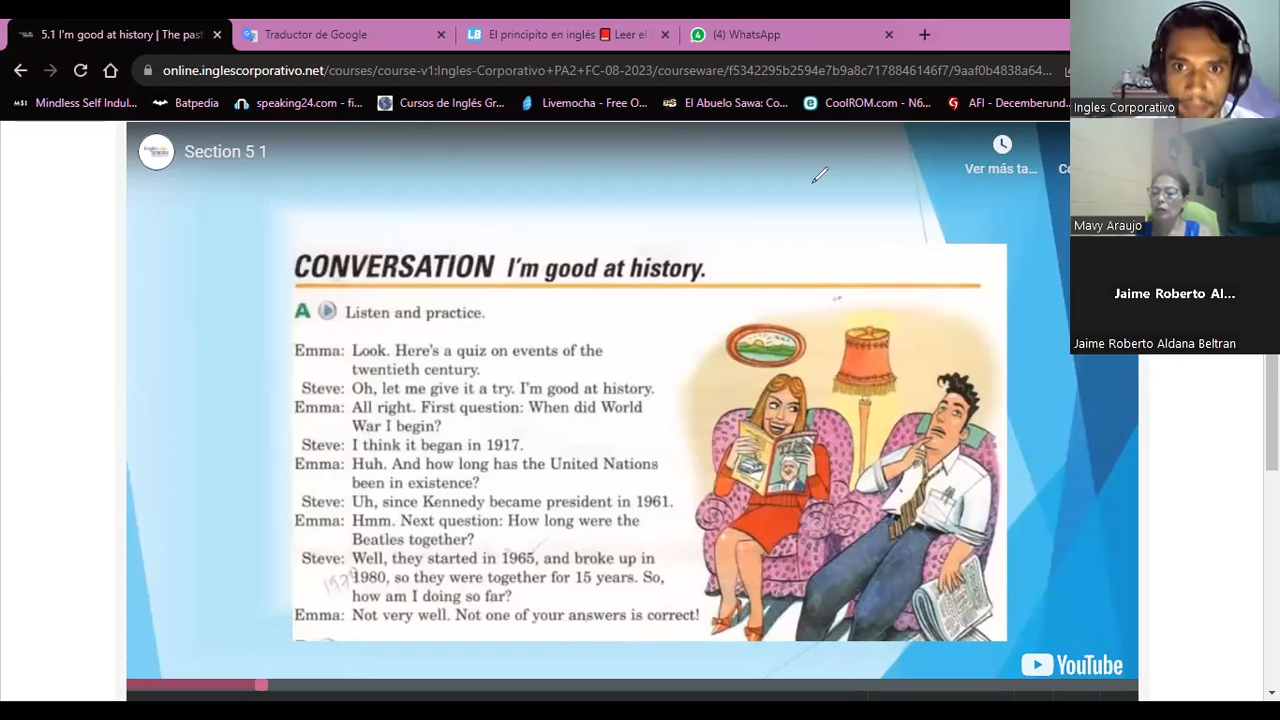 5.1 I'm good at history | The past
Traductor de Google
LB El principito en inglés Leer el
(4) WhatsApp
online.inglescorporativo.net/courses/course-v1:Ingles-Corporativo+PA2+FC-08-2023/courseware/f5342295b2594e7b9a8c7178846146f7/9aaf0b4838a64...
MSI Mindless Self Indul...
Batpedia
speaking24.com - fi...
Curso de Inglés Gr...
Livemocha - Free O...
El Abuelo Sawa: Co...
CoolROM.com - N6...
AFI - Decemberund...
Section 5 1
Ver más ta...
CONVERSATION I'm good at history.
A Listen and practice.
Emma: Look. Here's a quiz on events of the
twentieth century.
Steve: Oh, let me give it a try. I'm good at history.
Emma: All right. First question: When did World
War I begin?
Steve: I think it began in 1917.
Emma: Huh. And how long has the United Nations
been in existence?
Steve: Uh, since Kennedy became president in 1961.
Emma: Hmm. Next question: How long were the
Beatles together?
Steve: Well, they started in 1965, and broke up in
1980, so they were together for 15 years. So,
how am I doing so far?
Emma: Not very well. Not one of your answers is correct!
YouTube
Ingles Corporativo
Mavy Araujo
Jaime Roberto Al...
Jaime Roberto Aldana Beltran